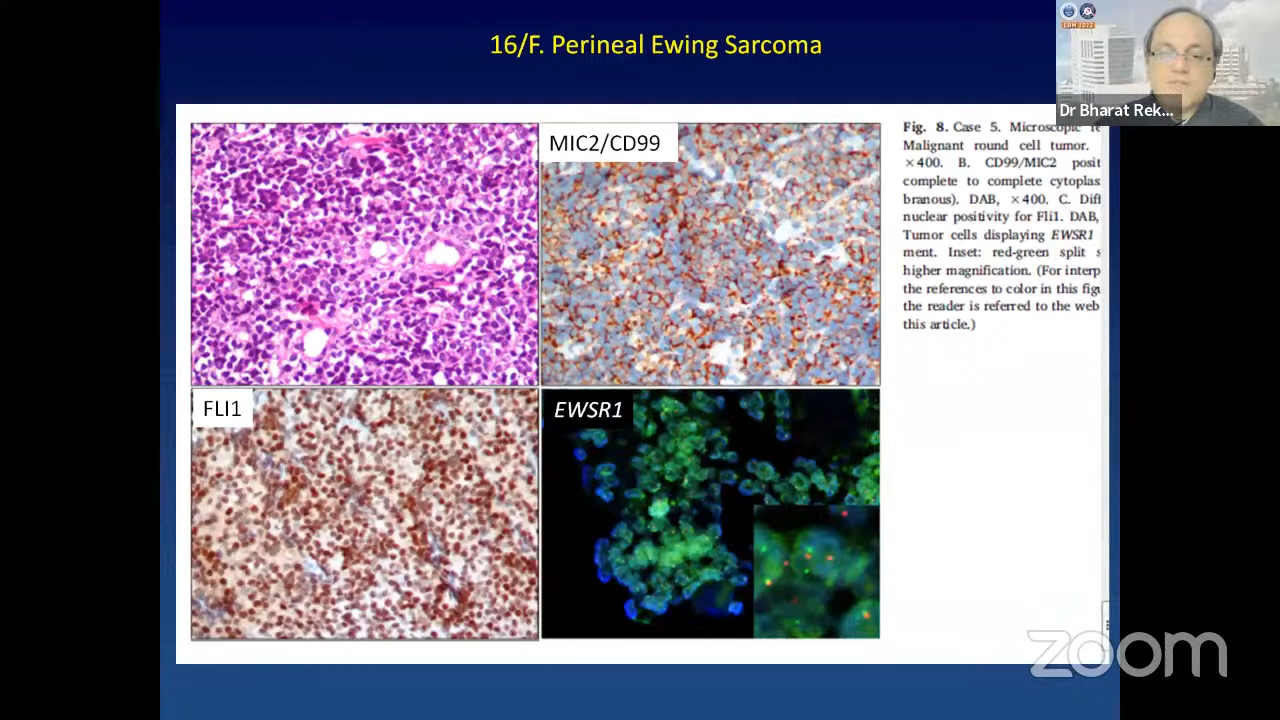 16/F. Perineal Ewing Sarcoma
Dr Bharat Rek...
MIC2/CD99
FLI1
EWSR1
Fig. 8. Case 5. Microscopic
Malignant round cell tumor.
×400. B. CD99/MIC2 posit
complete to complete cytoplas
branous). DAB, ×400. C. Diff
nuclear positivity for Fli1. DAB,
Tumor cells displaying EWSR1
ment. Inset: red-green split s
higher magnification. (For interp
the references to color in this figu
the reader is referred to the web
this article.)
zoom